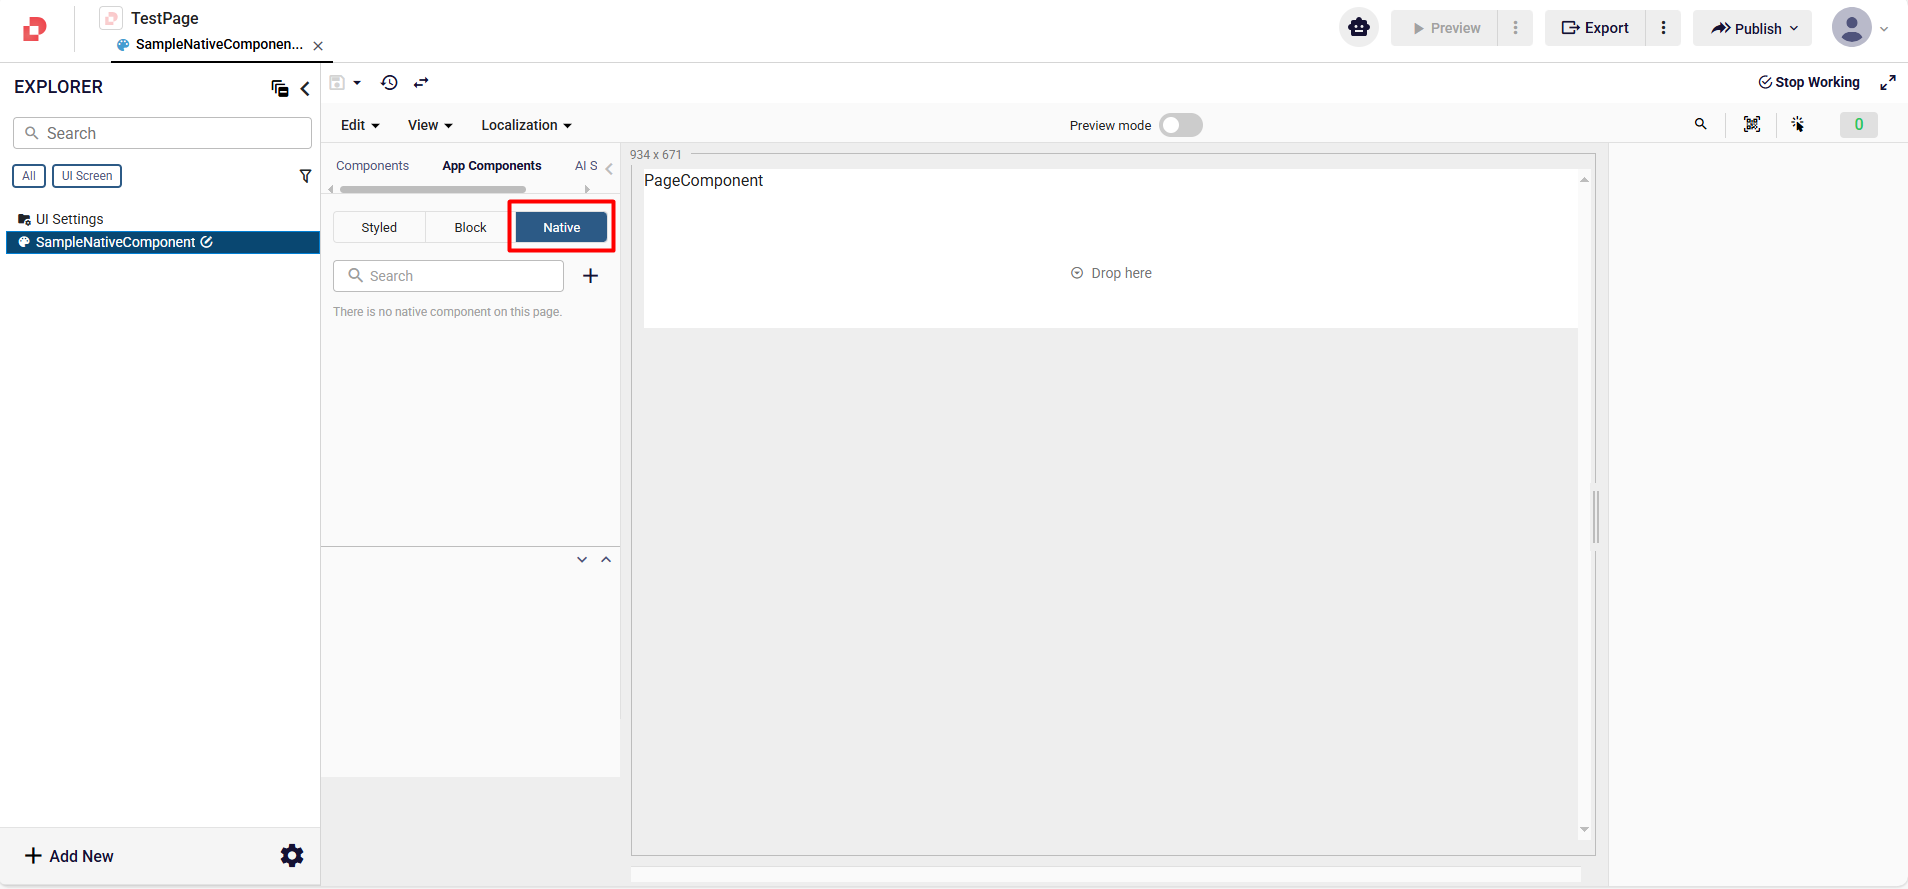 TestPage
SampleNativeComponen...
Preview
Export
Publish
EXPLORER
Stop Working
Search
Edit
View
Localization
Preview mode
0
934 x 671
All
UI Screen
Components
App Components
AI S
PageComponent
UI Settings
SampleNativeComponent
Styled
Block
Native
Search
Drop here
There is no native component on this page.
Add New